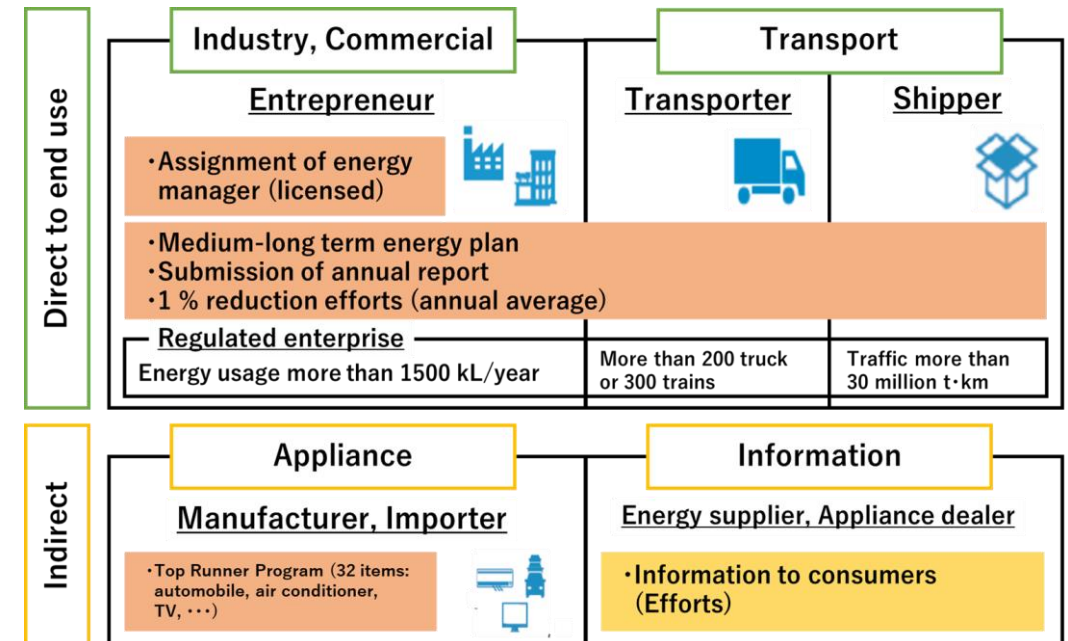 Direct to end use
Industry, Commercial
Transport
Entrepreneur
Transporter
Shipper
・Assignment of energy
manager (licensed)
・Medium-long term energy plan
・Submission of annual report
・1 % reduction efforts (annual average)
Regulated enterprise
Energy usage more than 1500 kL/year
More than 200 truck
or 300 trains
Traffic more than
30 million t・km
Indirect
Appliance
Information
Manufacturer, Importer
Energy supplier, Appliance dealer
・Top Runner Program (32 items:
automobile, air conditioner,
TV, ・・・)
・Information to consumers
(Efforts)